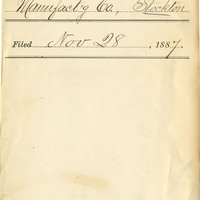 Manufact'g Co., Stockton
Filed Nov 28, 1887.